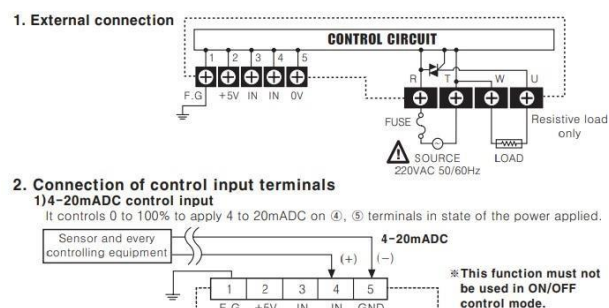 1. External connection
CONTROL CIRCUIT
1 2 3 4 5
R T W U
F.G +5V IN IN 0V
FUSE
Resistive load
only
SOURCE
220VAC 50/60Hz
LOAD
2. Connection of control input terminals
1)4-20mADC control input
It controls 0 to 100% to apply 4 to 20mADC on ④, ⑤ terminals in state of the power applied.
Sensor and every
controlling equipment
4-20mADC
(+) (-)
※This function must not
be used in ON/OFF
control mode.
1 2 3 4 5
F.G +5V IN IN GND